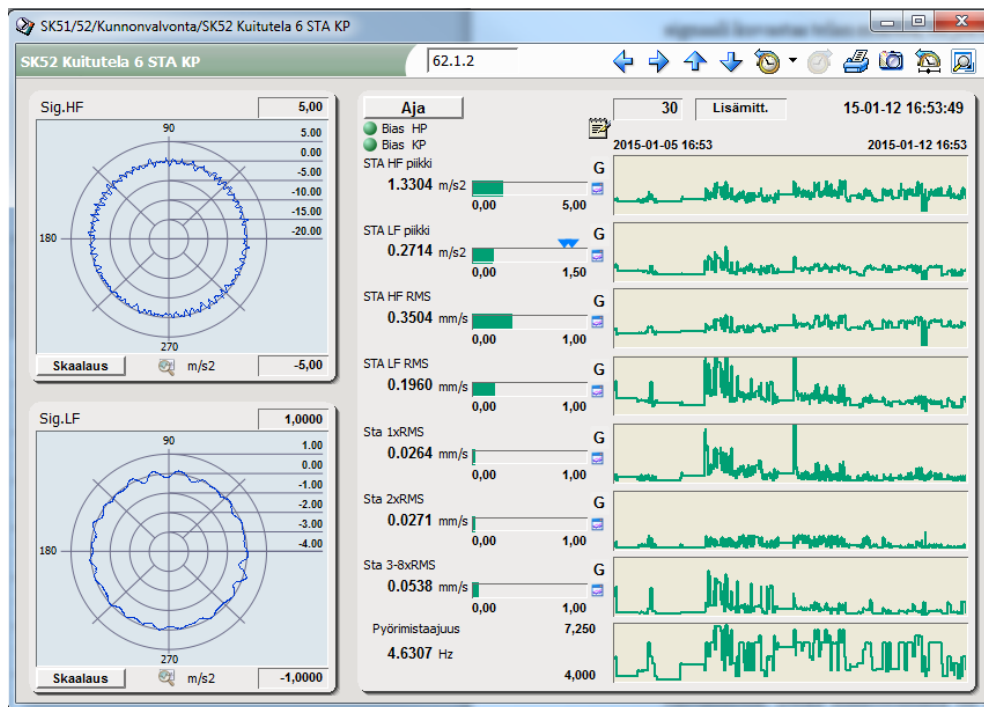 SK51/52/Kunnonvalvonta/SK52 Kuitutela 6 STA KP
SK52 Kuitutela 6 STA KP
62.1.2
Sig.HF
5,00
90
5.00
0.00
-5.00
-10.00
-15.00
-20.00
180
270
Skaalaus
m/s2
-5,00
Sig.LF
1,0000
90
1.00
0.00
-1.00
-2.00
-3.00
-4.00
180
270
Skaalaus
m/s2
-1,0000
Aja
30
Lisämitt.
15-01-12 16:53:49
Bias HP
Bias KP
2015-01-05 16:53
2015-01-12 16:53
STA HF piikki
G
1.3304 m/s2
0,00
5,00
STA LF piikki
G
0.2714 m/s2
0,00
1,50
STA HF RMS
G
0.3504 mm/s
0,00
1,00
STA LF RMS
G
0.1960 mm/s
0,00
1,00
Sta 1xRMS
G
0.0264 mm/s
0,00
1,00
Sta 2xRMS
G
0.0271 mm/s
0,00
1,00
Sta 3-8xRMS
G
0.0538 mm/s
0,00
1,00
Pyörimistaajuus
7,250
4.6307 Hz
4,000